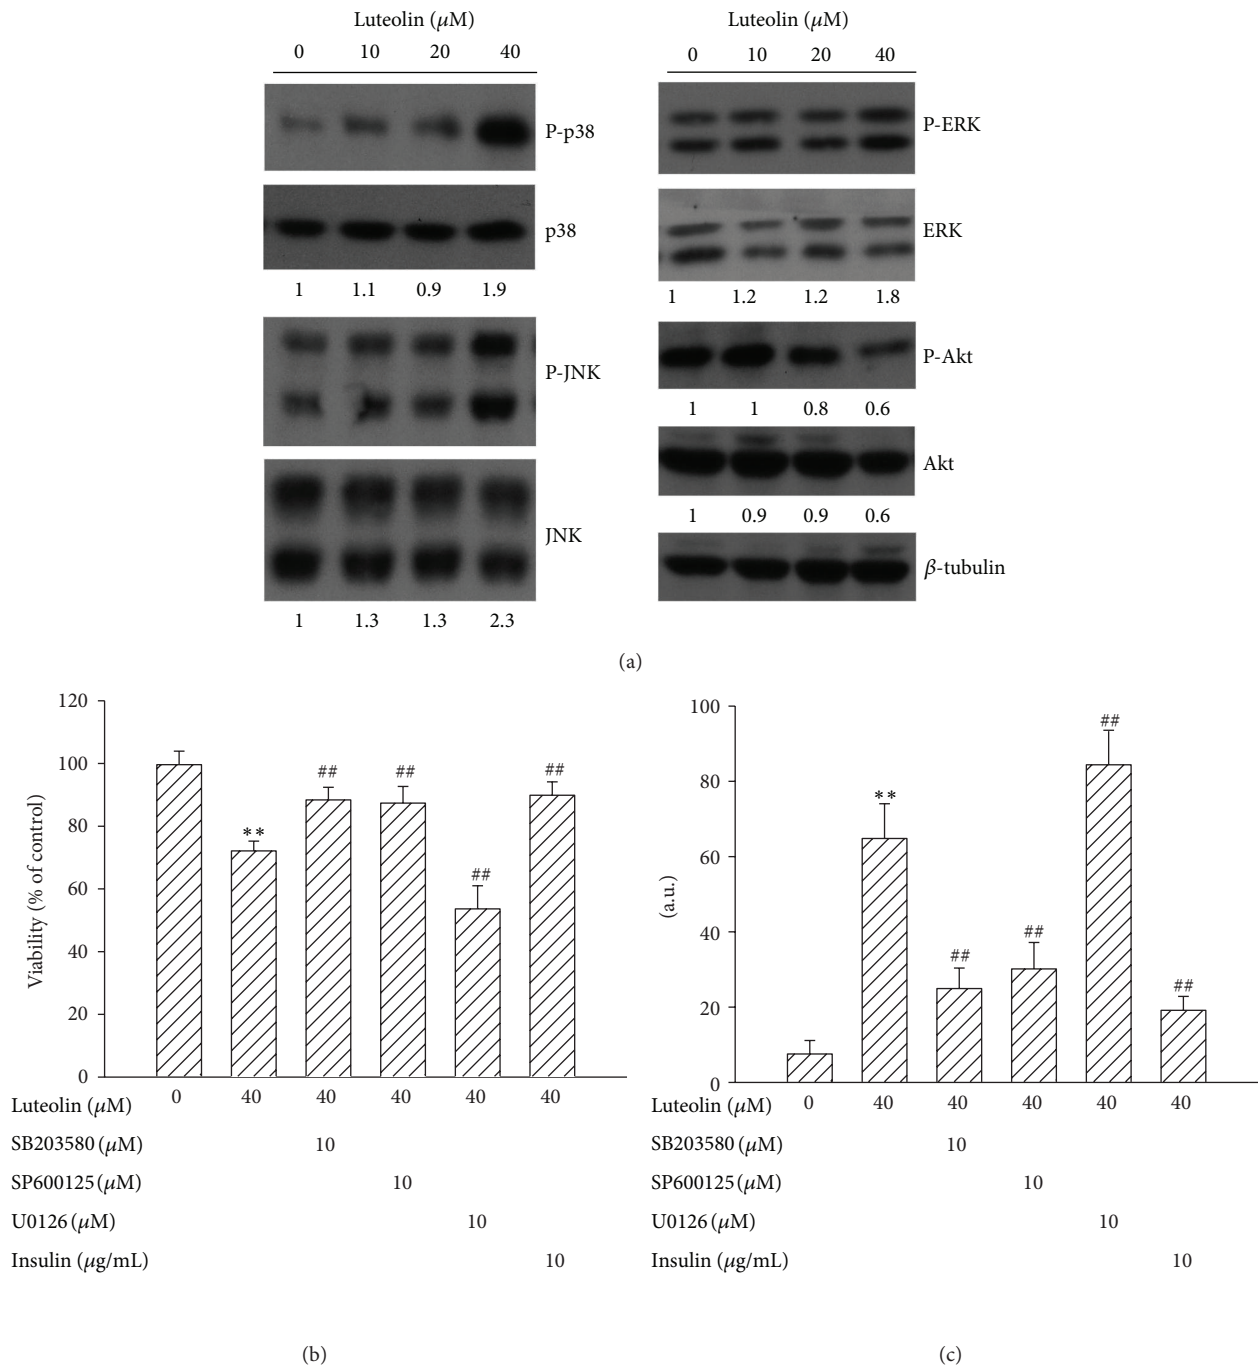 Luteolin (μM)
0 10 20 40
P-p38
p38
1 1.1 0.9 1.9
P-JNK
JNK
1 1.3 1.3 2.3
Luteolin (μM)
0 10 20 40
P-ERK
ERK
1 1.2 1.2 1.8
P-Akt
1 1 0.8 0.6
Akt
1 0.9 0.9 0.6
β-tubulin
(a)
120
100
80
60
40
20
0
Viability (% of control)
**
##
##
##
##
Luteolin (μM) 0 40 40 40 40 40
SB203580 (μM) 10
SP600125 (μM) 10
U0126 (μM) 10
Insulin (μg/mL) 10
(b)
100
80
60
40
20
0
(a.u.)
**
##
##
##
##
Luteolin (μM) 0 40 40 40 40 40
SB203580 (μM) 10
SP600125 (μM) 10
U0126 (μM) 10
Insulin (μg/mL) 10
(c)